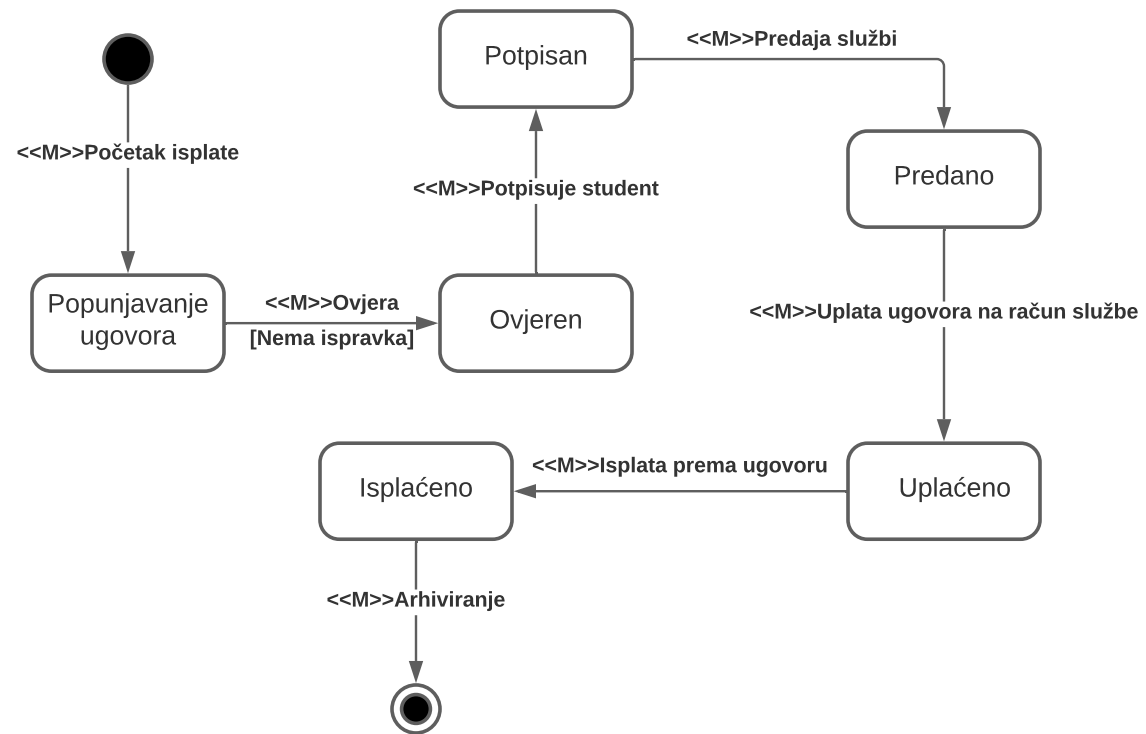 Potpisan
<<M>>Predaja službi
<<M>>Početak isplate
Predano
<<M>>Potpisuje student
Popunjavanje
ugovora
<<M>>Ovjera
[Nema ispravka]
Ovjeren
<<M>>Uplata ugovora na račun službe
Isplaćeno
<<M>>Isplata prema ugovoru
Uplaćeno
<<M>>Arhiviranje